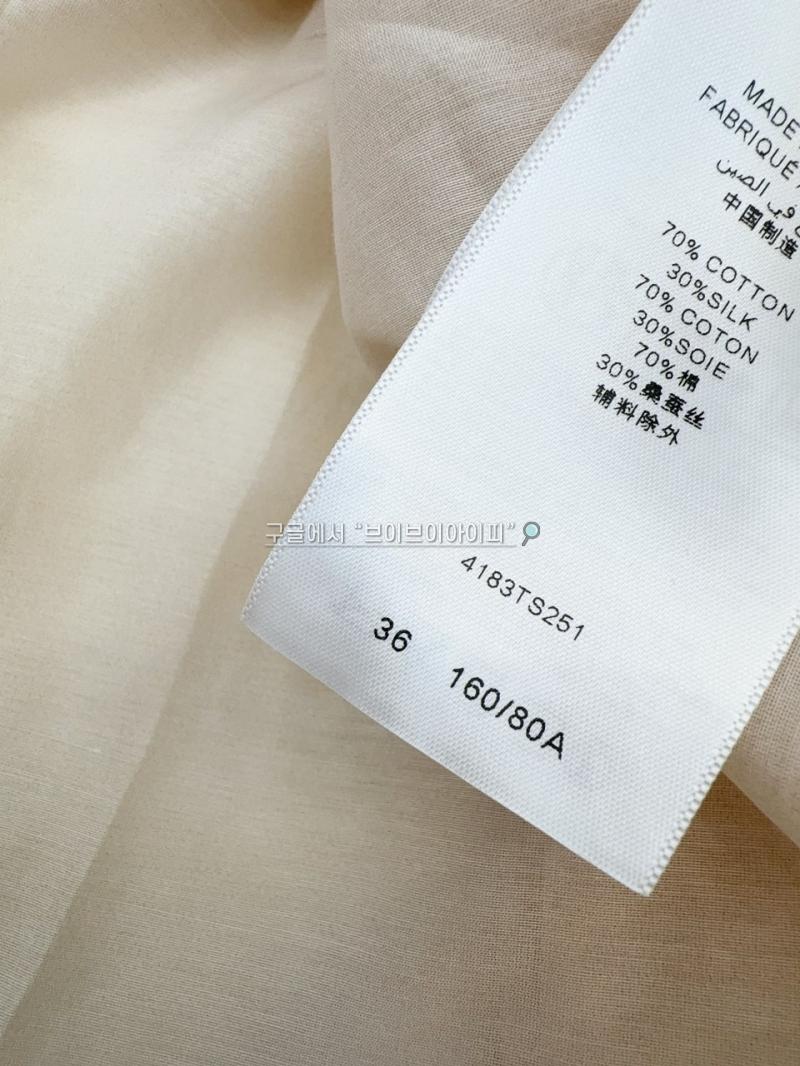 MADE
FABRIQUÉ
في الصين
中国制造
70% COTTON
30%SILK
70% COTON
30%SOIE
70%棉
30%桑蚕丝
辅料除外
구글에서 “브이브이아이피”
4183TS251
36 160/80A